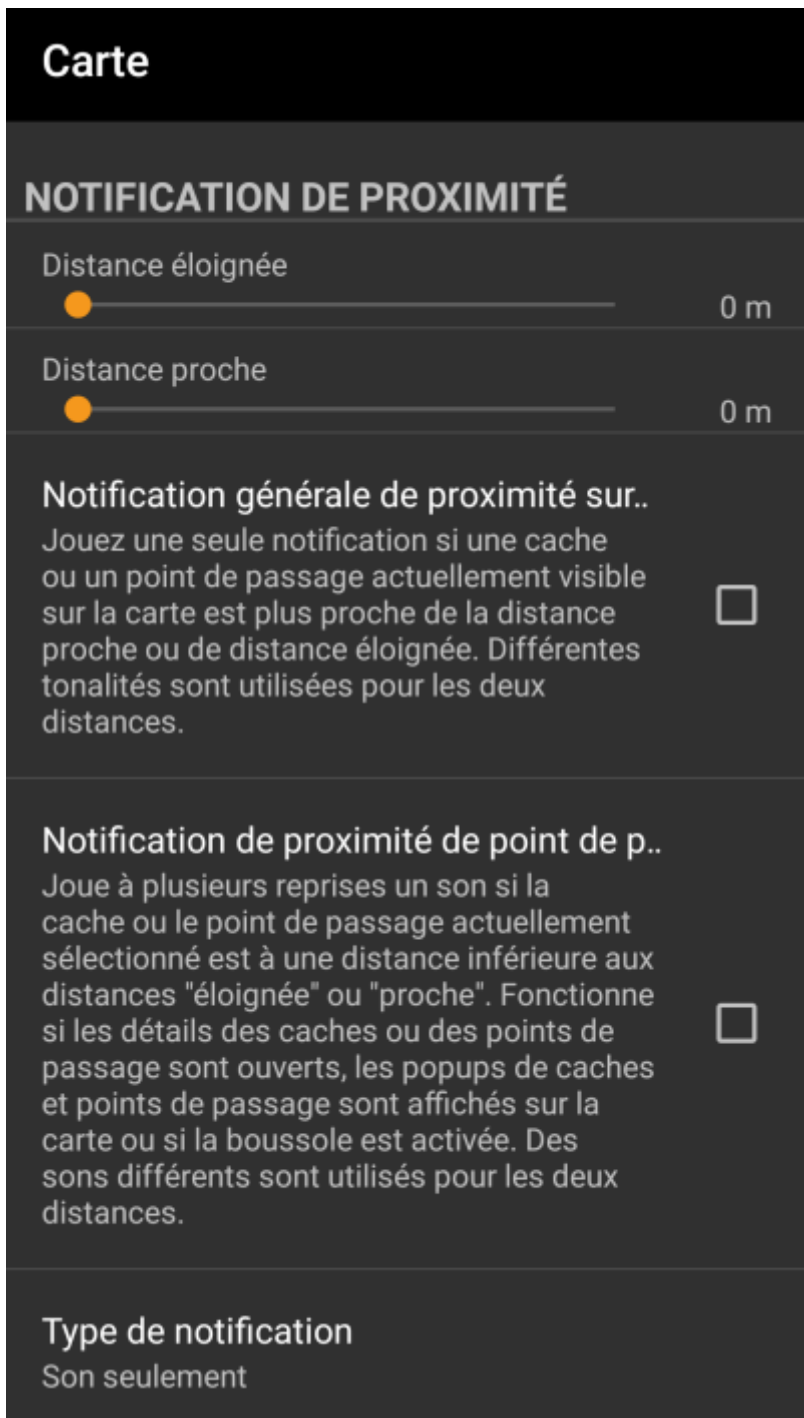 Carte
NOTIFICATION DE PROXIMITÉ
Distance éloignée
0 m
Distance proche
0 m
Notification générale de proximité sur..
Jouez une seule notification si une cache
ou un point de passage actuellement visible
sur la carte est plus proche de la distance
proche ou de distance éloignée. Différentes
tonalités sont utilisées pour les deux
distances.
Notification de proximité de point de p..
Joue à plusieurs reprises un son si la
cache ou le point de passage actuellement
sélectionné est à une distance inférieure aux
distances "éloignée" ou "proche". Fonctionne
si les détails des caches ou des points de
passage sont ouverts, les popups de caches
et points de passage sont affichés sur la
carte ou si la boussole est activée. Des
sons différents sont utilisés pour les deux
distances.
Type de notification
Son seulement